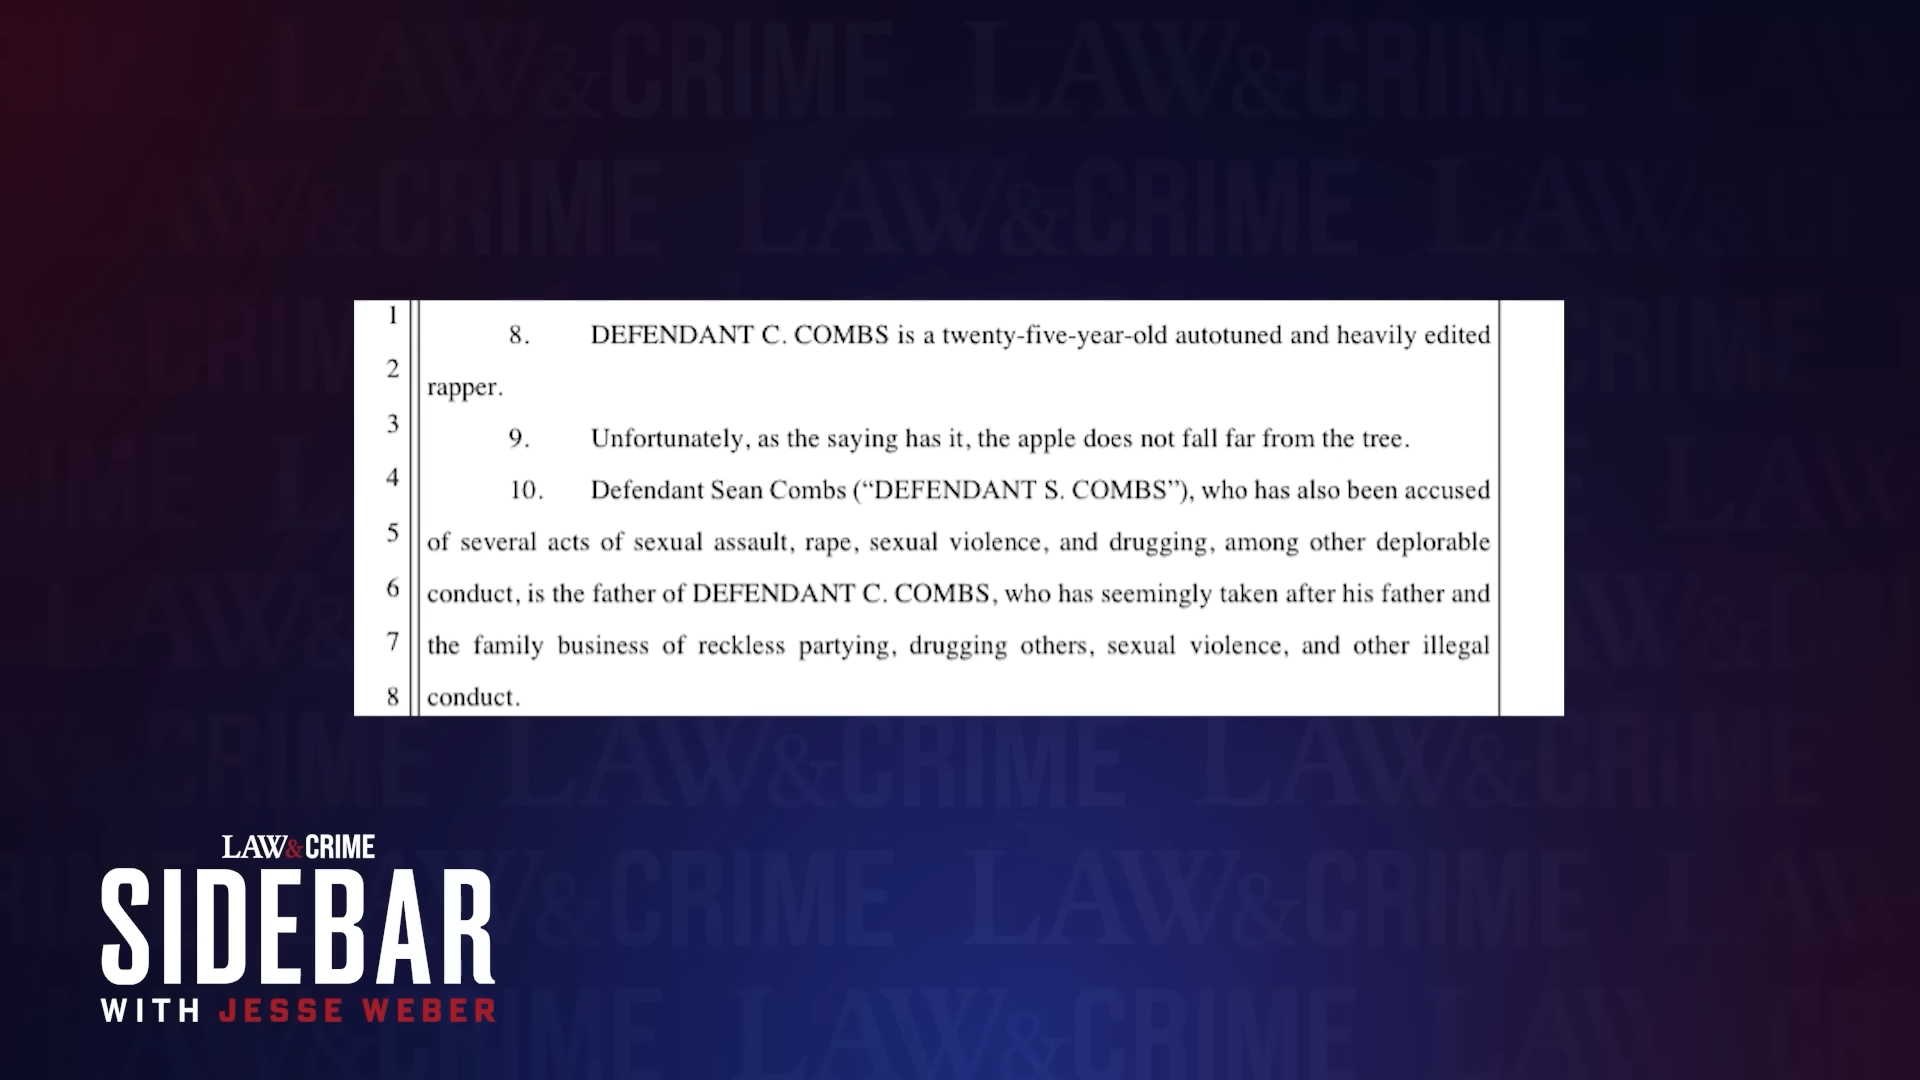 1
8. DEFENDANT C. COMBS is a twenty-five-year-old autotuned and heavily edited
2
rapper.
3
9. Unfortunately, as the saying has it, the apple does not fall far from the tree.
4
10. Defendant Sean Combs (“DEFENDANT S. COMBS”), who has also been accused
5
of several acts of sexual assault, rape, sexual violence, and drugging, among other deplorable
6
conduct, is the father of DEFENDANT C. COMBS, who has seemingly taken after his father and
7
the family business of reckless partying, drugging others, sexual violence, and other illegal
8
conduct.
LAW&CRIME
SIDEBAR
WITH JESSE WEBER